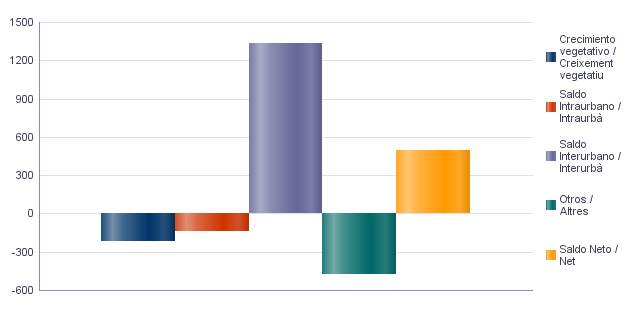 1500
1200
900
600
300
0
-300
-600
Crecimiento
vegetativo /
Creixement
vegetatiu
Saldo
Intraurbano /
Intraurbà
Saldo
Interurbano /
Interurbà
Otros /
Altres
Saldo Neto /
Net